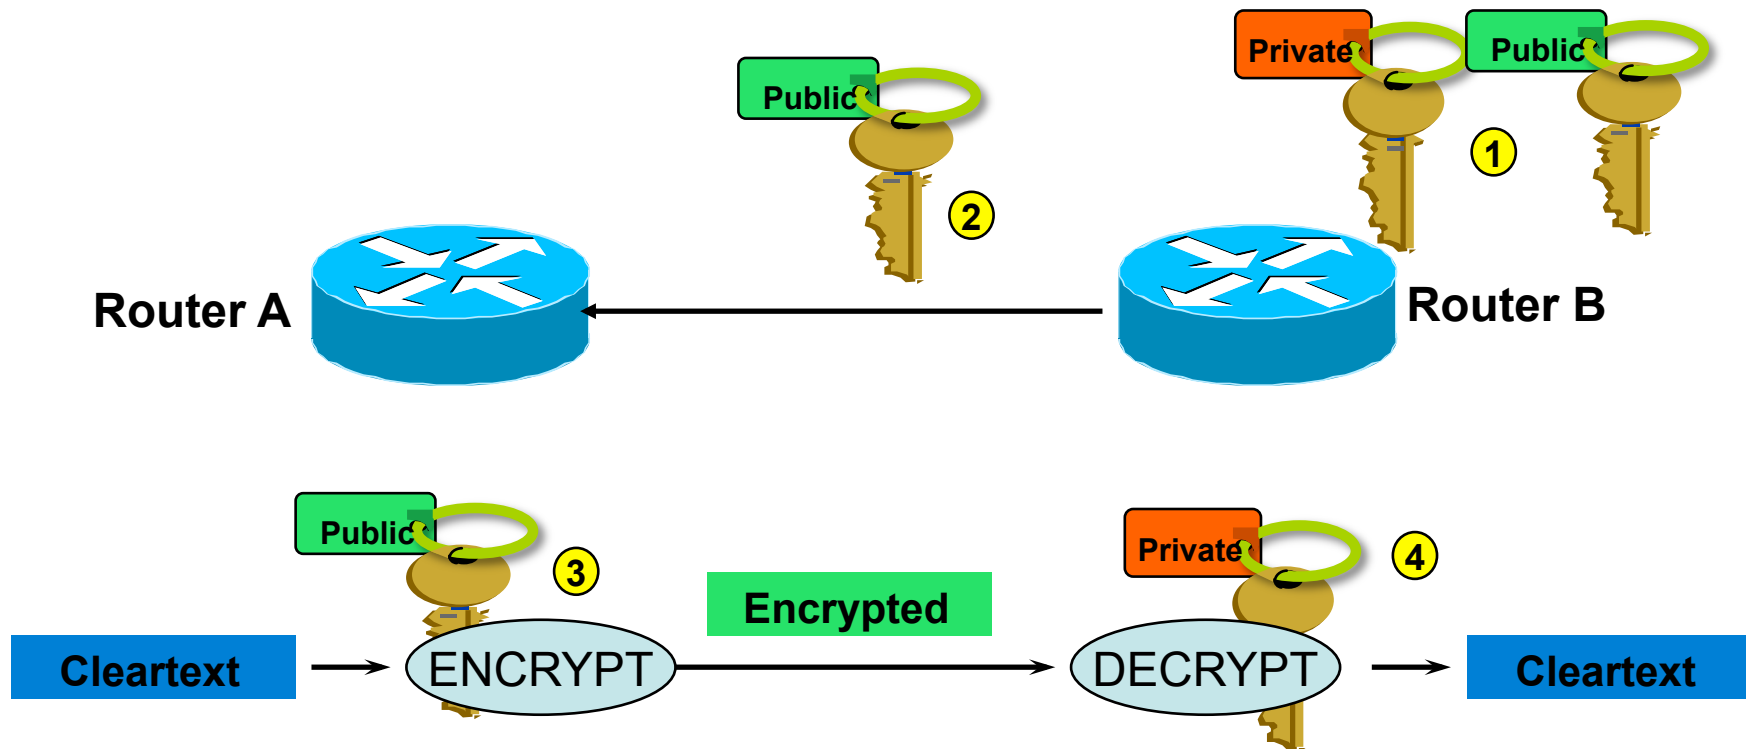 Private
Public
Public
1
2
Router A
Router B
Public
Private
3
4
Encrypted
Cleartext
ENCRYPT
DECRYPT
Cleartext